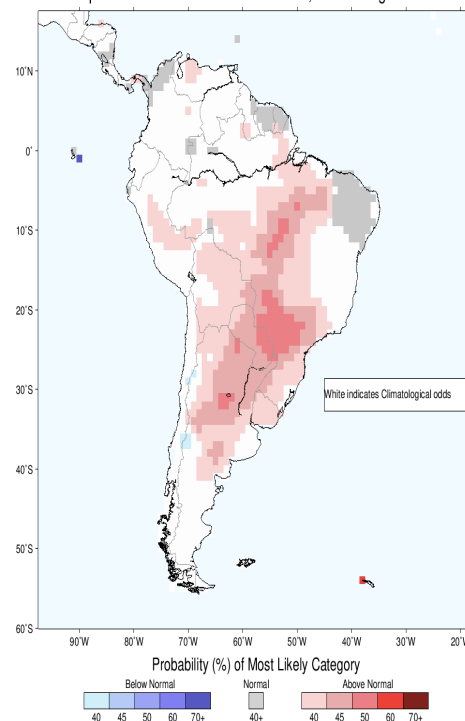 10°N
0°
10°S
20°S
30°S
40°S
50°S
60°S
White indicates Climatological odds
90°W 80°W 70°W 60°W 50°W 40°W 30°W 20°W
Probability (%) of Most Likely Category
Below Normal Normal Above Normal
40 45 50 60 70+ 40+ 40 45 50 60 70+